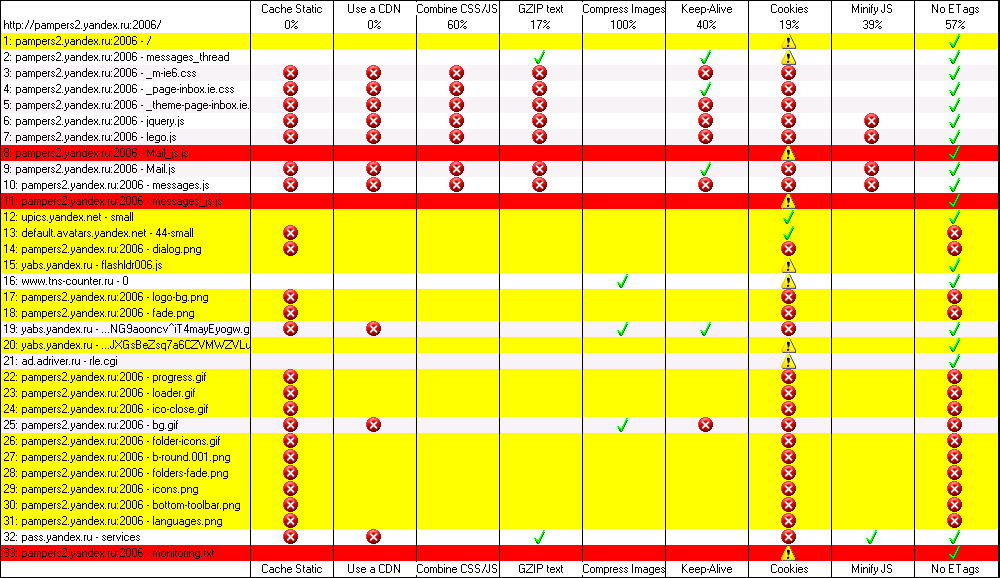 Cache Static Use a CDN Combine CSS/JS GZIP text Compress Images Keep-Alive Cookies Minify JS No ETags
http://pampers2.yandex.ru:2006/ 0% 0% 60% 17% 100% 40% 19% 39% 57%
1: pampers2.yandex.ru:2006 - /
2: pampers2.yandex.ru:2006 - messages_thread
3: pampers2.yandex.ru:2006 - _m-ie6.css
4: pampers2.yandex.ru:2006 - _page-inbox.ie.css
5: pampers2.yandex.ru:2006 - _theme-page-inbox.ie.
6: pampers2.yandex.ru:2006 - jquery.js
7: pampers2.yandex.ru:2006 - lego.js
8: pampers2.yandex.ru:2006 - Mail_js.js
9: pampers2.yandex.ru:2006 - Mail.js
10: pampers2.yandex.ru:2006 - messages.js
11: pampers2.yandex.ru:2006 - messages_js.js
12: upics.yandex.net - small
13: default.avatars.yandex.net - 44-small
14: pampers2.yandex.ru:2006 - dialog.png
15: yabs.yandex.ru - flashldr006.js
16: www.tns-counter.ru - 0
17: pampers2.yandex.ru:2006 - logo-bg.png
18: pampers2.yandex.ru:2006 - fade.png
19: yabs.yandex.ru - ...NG9aooncv^iT4mayEyogw.g
20: yabs.yandex.ru - ...JXGsBeZsq7a6CZVMWZVLu
21: ad.adriver.ru - rle.cgi
22: pampers2.yandex.ru:2006 - progress.gif
23: pampers2.yandex.ru:2006 - loader.gif
24: pampers2.yandex.ru:2006 - ico-close.gif
25: pampers2.yandex.ru:2006 - bg.gif
26: pampers2.yandex.ru:2006 - folder-icons.gif
27: pampers2.yandex.ru:2006 - b-round.001.png
28: pampers2.yandex.ru:2006 - folders-fade.png
29: pampers2.yandex.ru:2006 - icons.png
30: pampers2.yandex.ru:2006 - bottom-toolbar.png
31: pampers2.yandex.ru:2006 - languages.png
32: pass.yandex.ru - services
33: pampers2.yandex.ru:2006 - monitoring.txt
Cache Static Use a CDN Combine CSS/JS GZIP text Compress Images Keep-Alive Cookies Minify JS No ETags